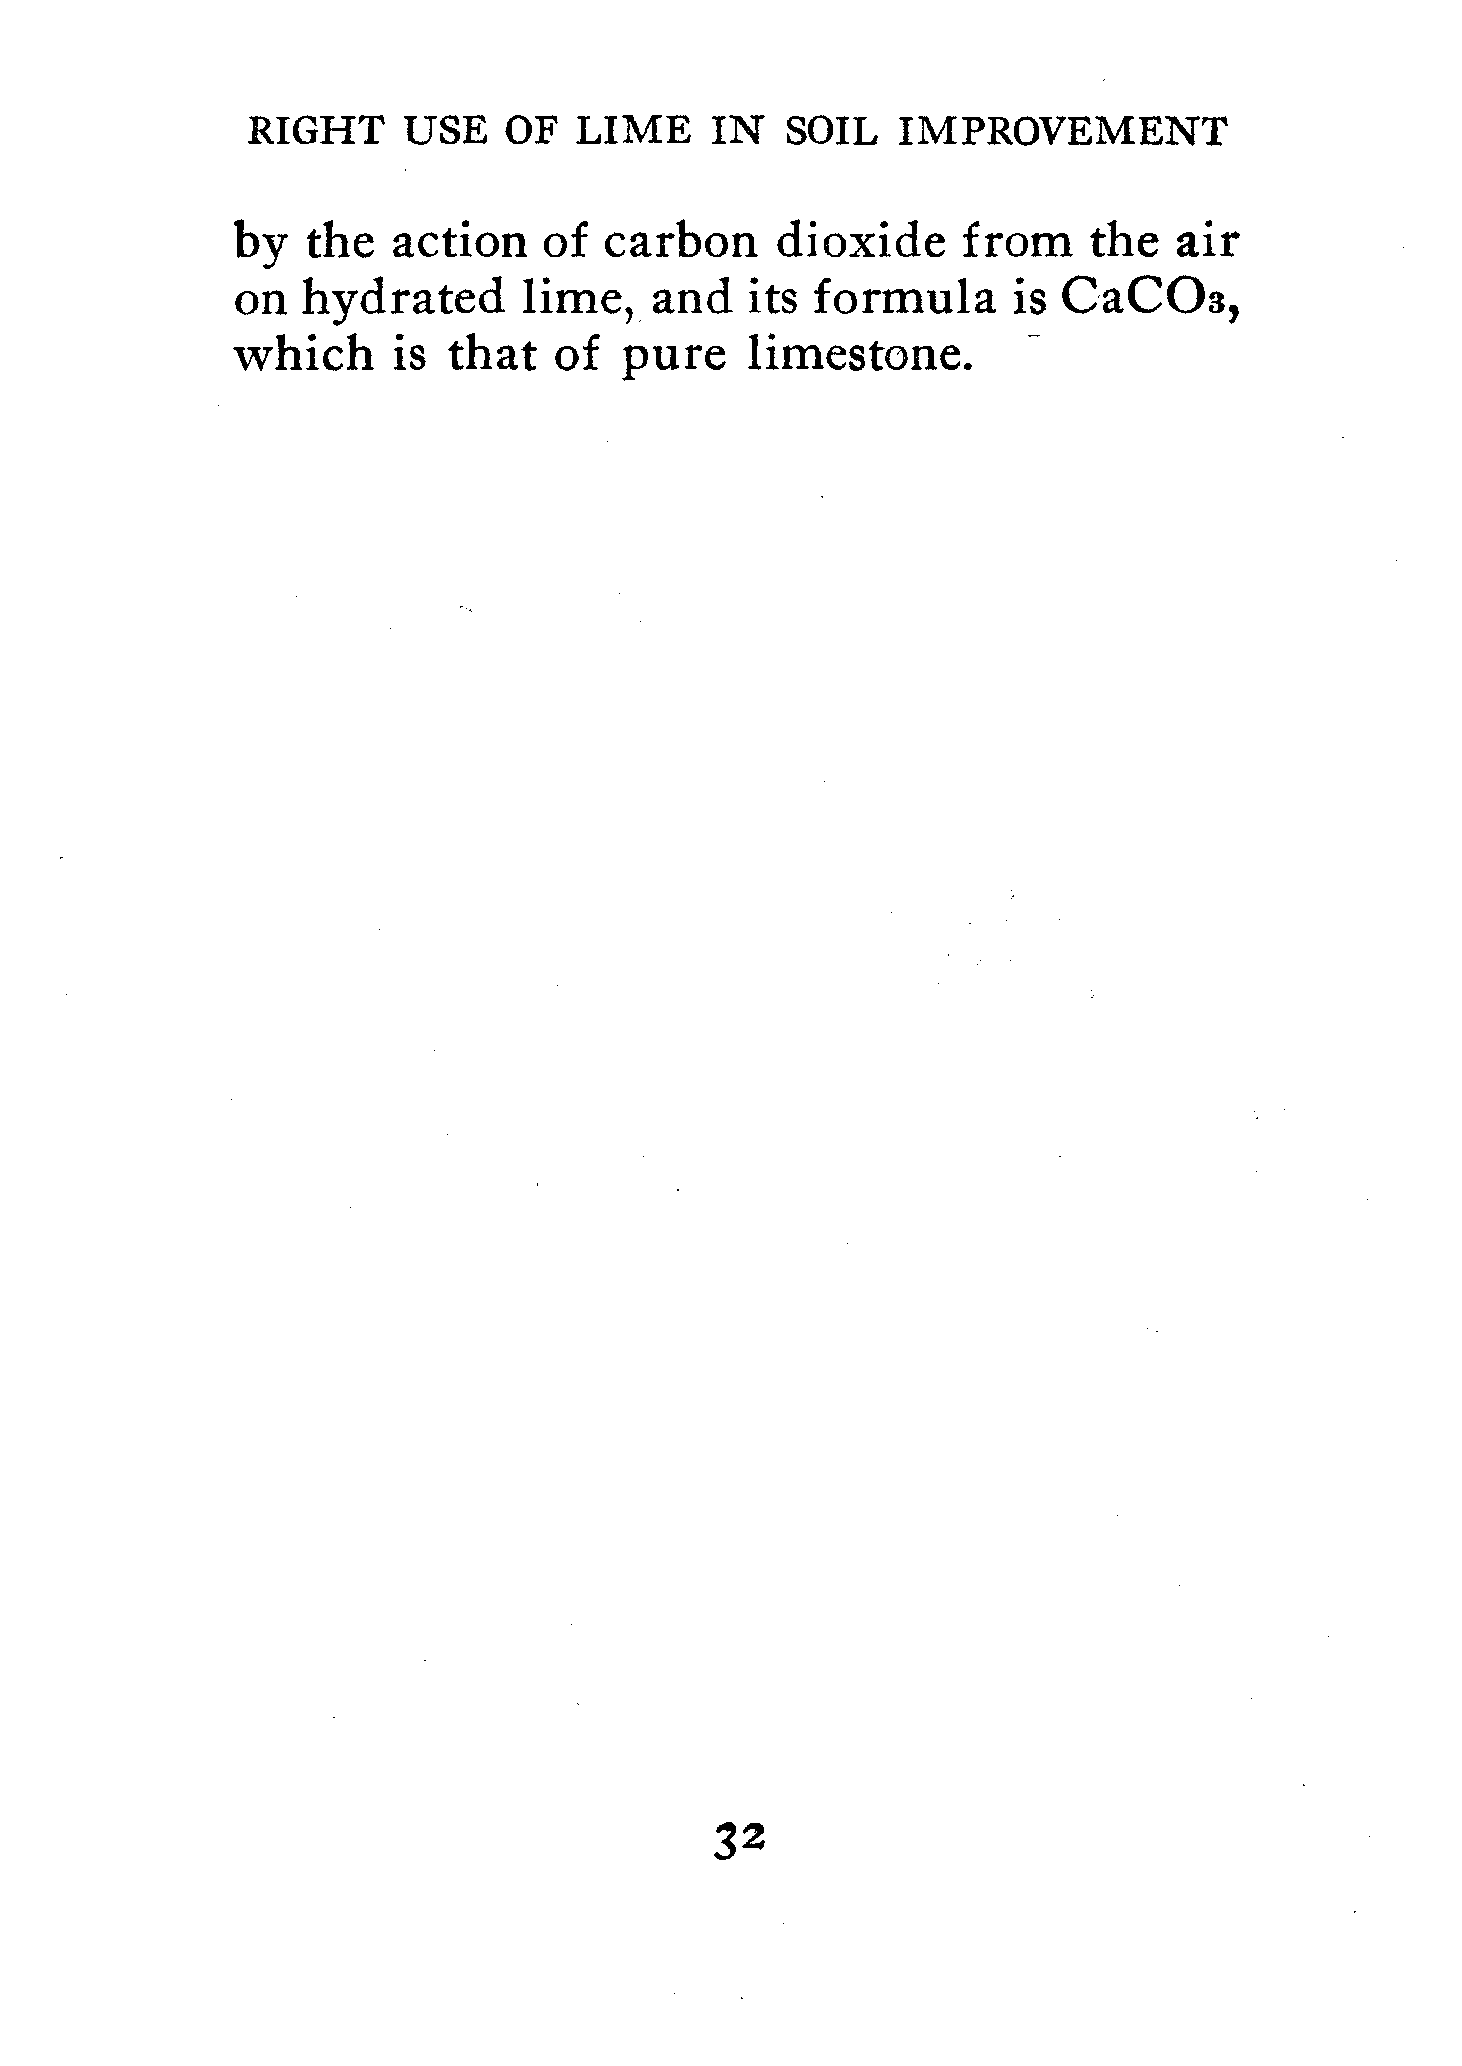 RIGHT USE OF LIME IN SOIL IMPROVEMENT
by the action of carbon dioxide from the air
on hydrated lime, and its formula is CaCO₃,
which is that of pure limestone.
32